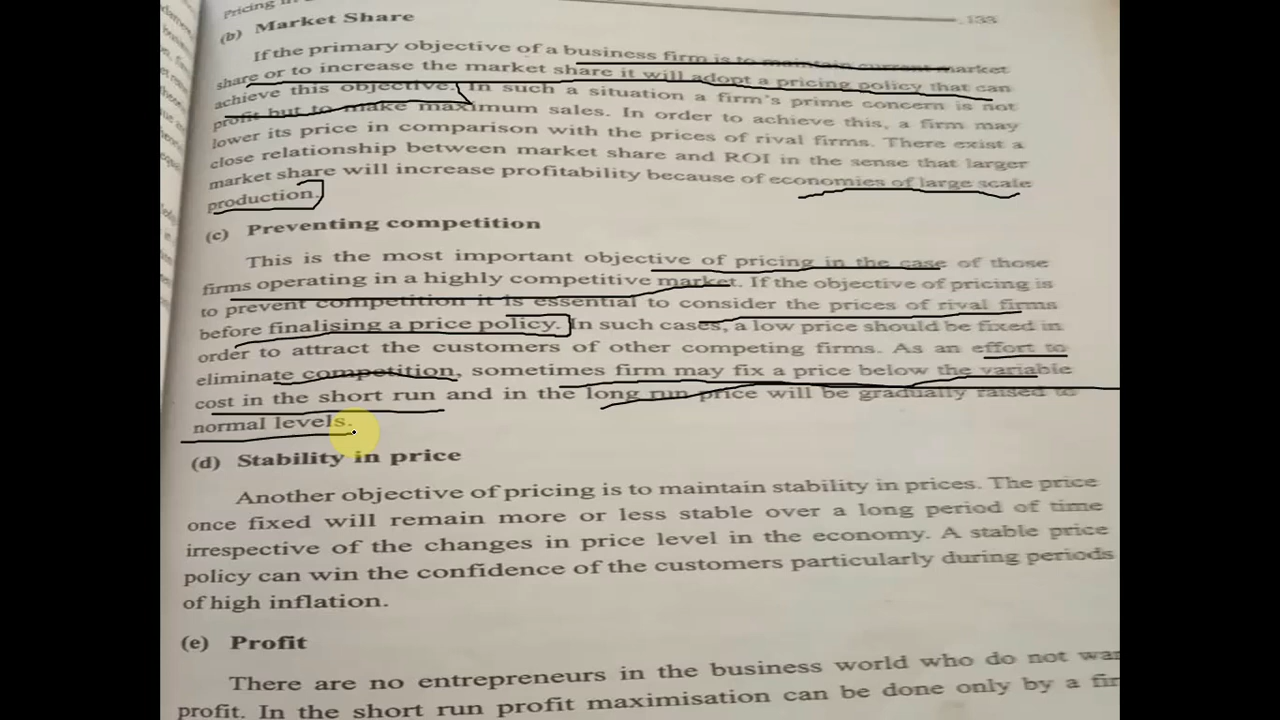 Pricing in
133
(b) Market Share
If the primary objective of a business firm is to maintain current market
share or to increase the market share it will adopt a pricing policy that can
achieve this objective. In such a situation a firm's prime concern is not
profit but to make maximum sales. In order to achieve this, a firm may
lower its price in comparison with the prices of rival firms. There exist a
close relationship between market share and ROI in the sense that larger
market share will increase profitability because of economies of large scale
production.
(c) Preventing competition
This is the most important objective of pricing in the case of those
firms operating in a highly competitive market. If the objective of pricing is
to prevent competition it is essential to consider the prices of rival firms
before finalising a price policy. In such cases, a low price should be fixed in
order to attract the customers of other competing firms. As an effort to
eliminate competition, sometimes firm may fix a price below the variable
cost in the short run and in the long run price will be gradually raised to
normal levels.
(d) Stability in price
Another objective of pricing is to maintain stability in prices. The price
once fixed will remain more or less stable over a long period of time
irrespective of the changes in price level in the economy. A stable price
policy can win the confidence of the customers particularly during periods
of high inflation.
(e) Profit
There are no entrepreneurs in the business world who do not
profit. In the short run profit maximisation can be done only by a